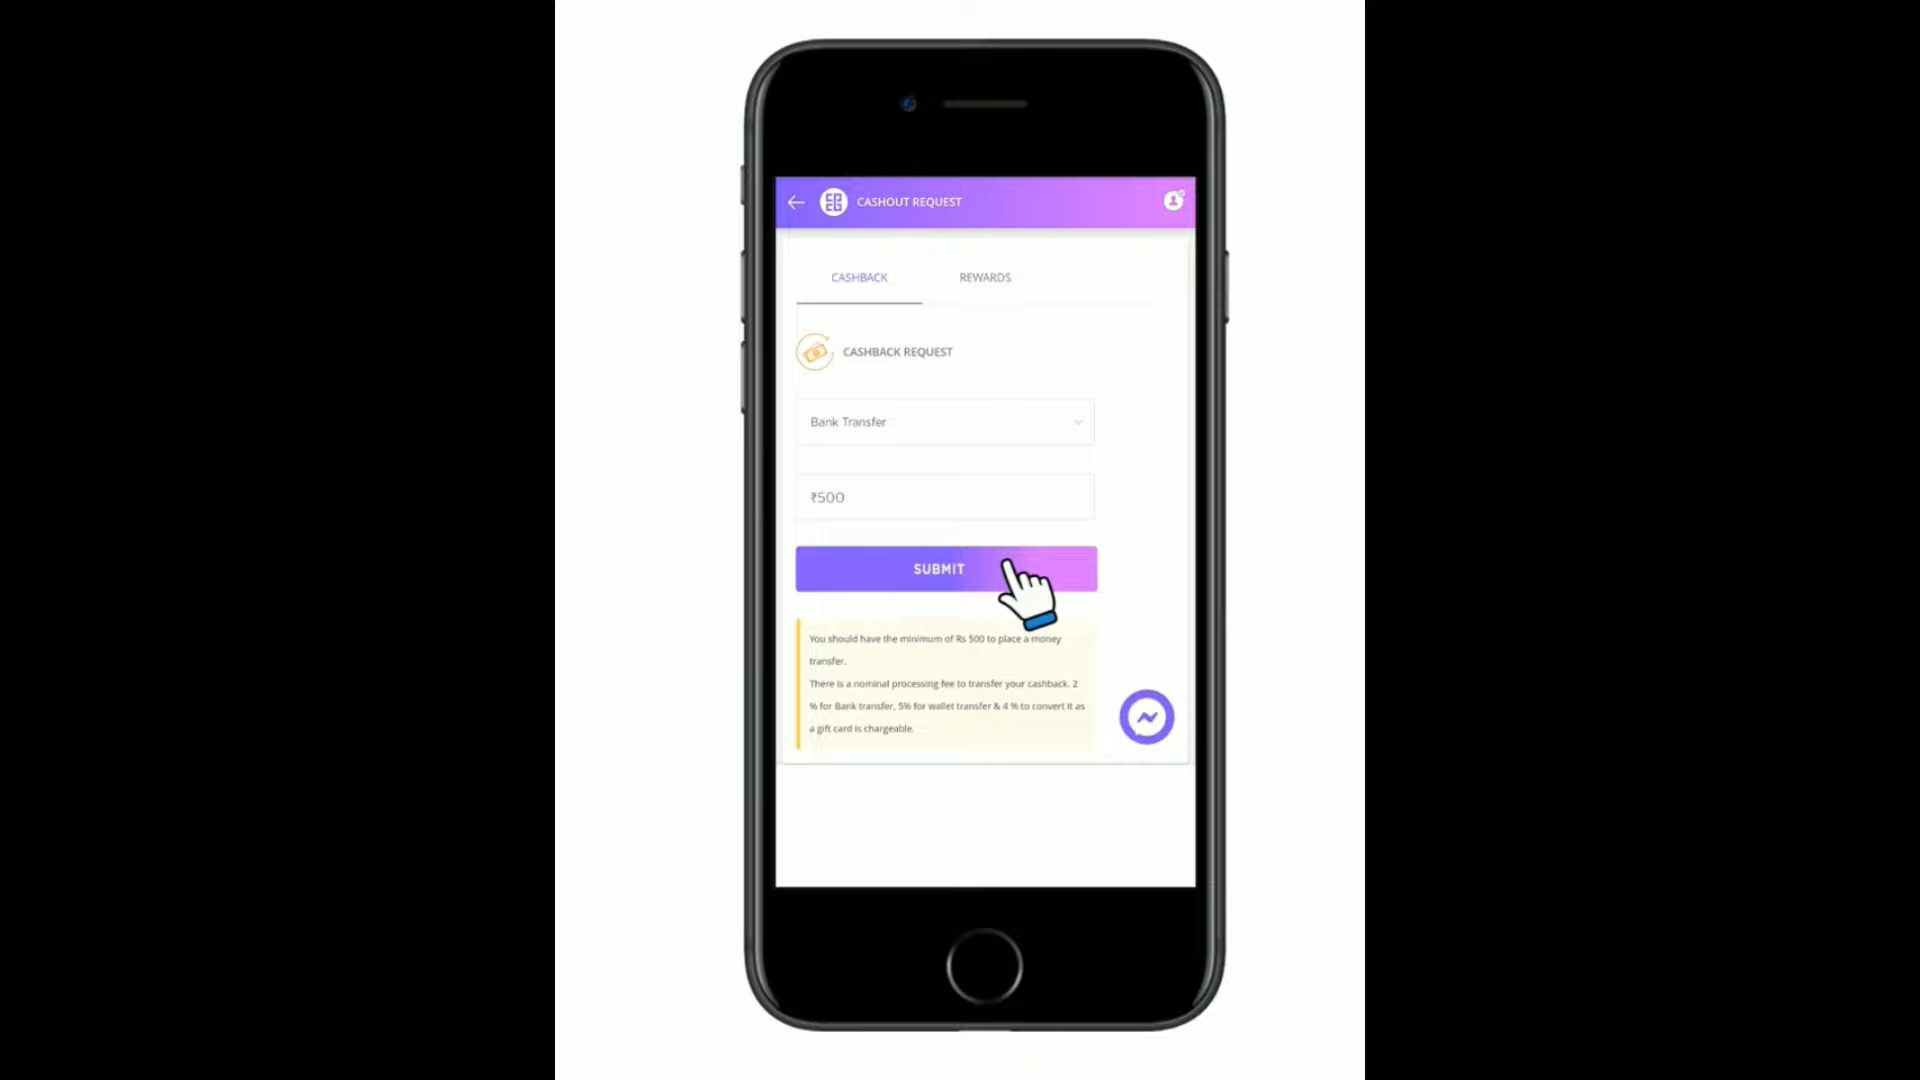 CASHOUT REQUEST
CASHBACK
REWARDS
CASHBACK REQUEST
Bank Transfer
₹500
SUBMIT
You should have the minimum of Rs 500 to place a money
transfer.
There is a nominal processing fee to transfer your cashback. 2
% for Bank transfer, 5% for wallet transfer & 4 % to convert it as
a gift card is chargeable.